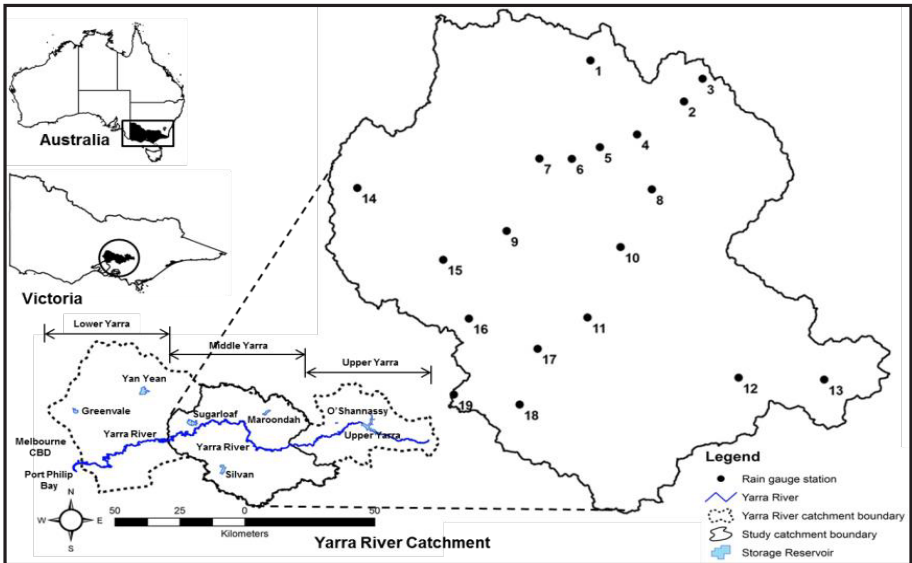 Australia
Victoria
Lower Yarra
Middle Yarra
Upper Yarra
Yan Yean
Greenvale
Sugarloaf
Maroondah
O'Shannassy
Melbourne
CBD
Yarra River
Yarra River
Upper Yarra
Port Philip
Bay
Silvan
N
W E
S
50 25 0 50
Kilometers
Yarra River Catchment
1
3
2
4
5
7 6
8
14
9
10
15
16
11
17
12
13
19
18
Legend
Rain gauge station
Yarra River
Yarra River catchment boundary
Study catchment boundary
Storage Reservoir